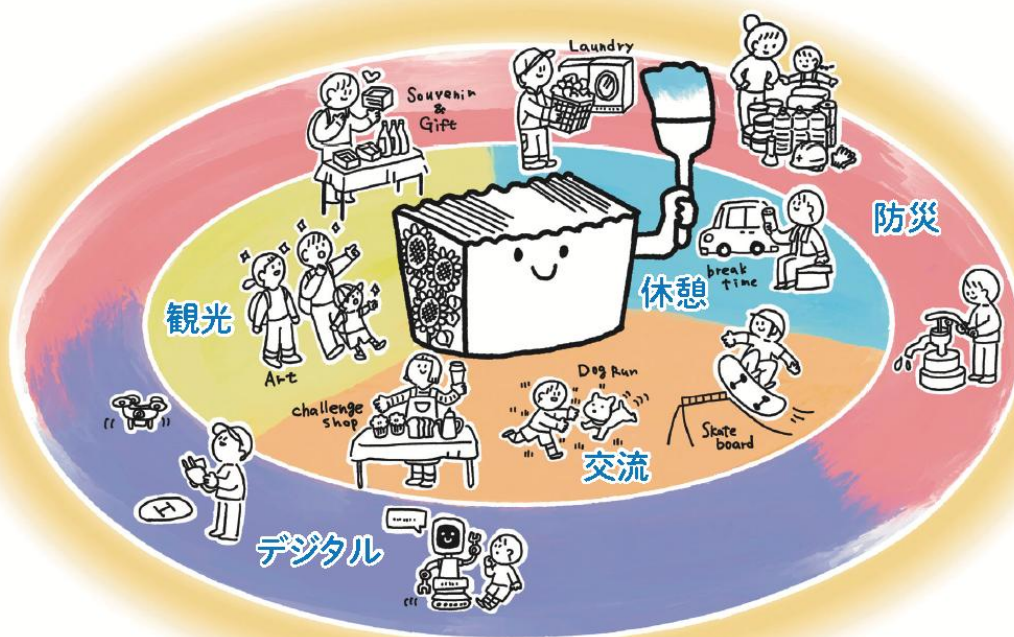 Laundry
Souvenir
&
Gift
防災
break
time
休憩
観光
Art
Dog Run
challenge
shop
Skate
board
交流
H
デジタル